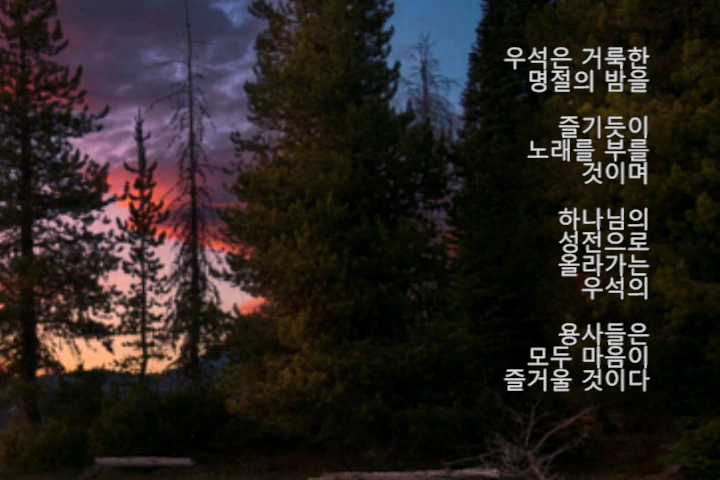 우석은 거룩한
명절의 밤을
즐기듯이
노래를 부를
것이며
하나님의
성전으로
올라가는
우석의
용사들은
모두 마음이
즐거울 것이다